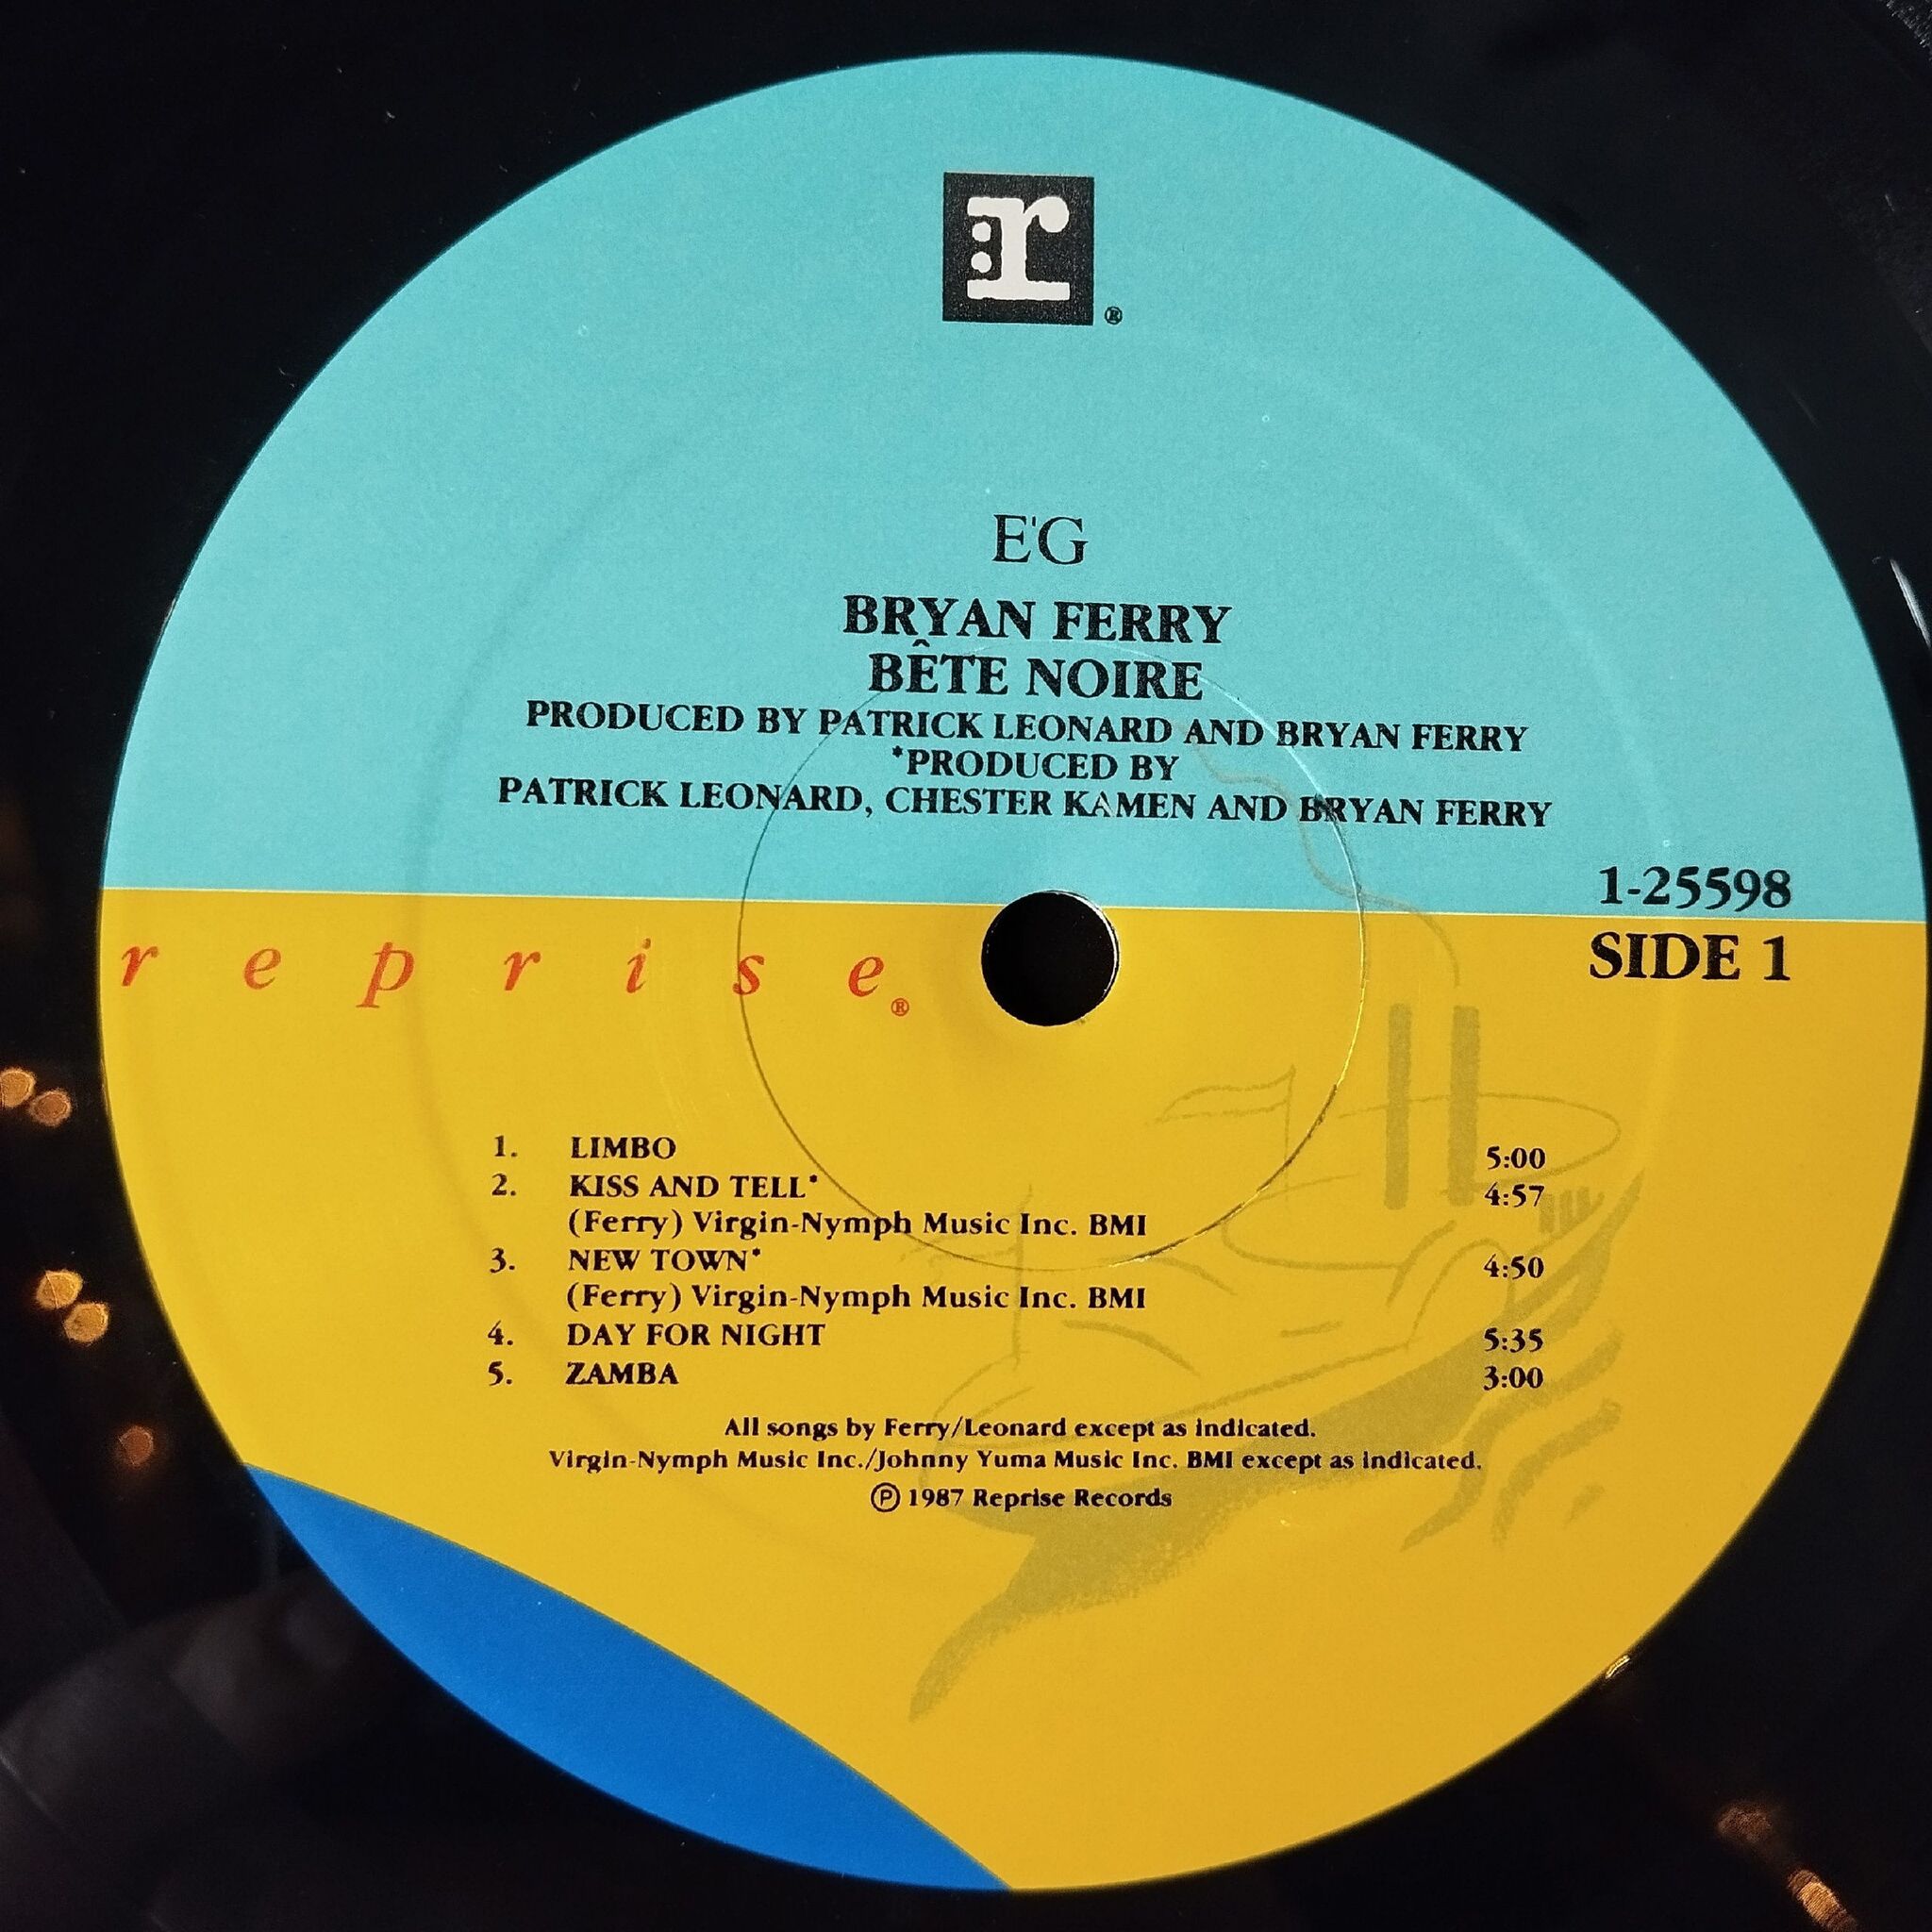 :r ®
E'G
BRYAN FERRY
BÊTE NOIRE
PRODUCED BY PATRICK LEONARD AND BRYAN FERRY
*PRODUCED BY
PATRICK LEONARD, CHESTER KAMEN AND BRYAN FERRY
1-25598
reprise® SIDE 1
1. LIMBO 5:00
2. KISS AND TELL* 4:57
(Ferry) Virgin-Nymph Music Inc. BMI
3. NEW TOWN* 4:50
(Ferry) Virgin-Nymph Music Inc. BMI
4. DAY FOR NIGHT 5:35
5. ZAMBA 3:00
All songs by Ferry/Leonard except as indicated.
Virgin-Nymph Music Inc./Johnny Yuma Music Inc. BMI except as indicated.
℗ 1987 Reprise Records